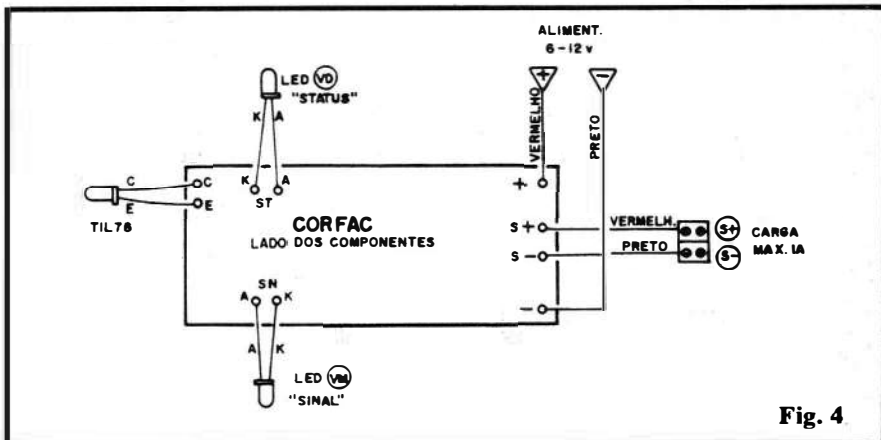 ALIMENT.
6-12 v
+
-
LED VD
"STATUS"
K
A
VERMELHO
PRETO
C
E
TIL78
C
E
K
A
ST
+
CORFAC
LADO DOS COMPONENTES
S+
S-
VERMELH.
PRETO
S+
S-
CARGA
MAX. 1A
SN
A
K
-
A
K
LED VM
"SINAL"
Fig. 4